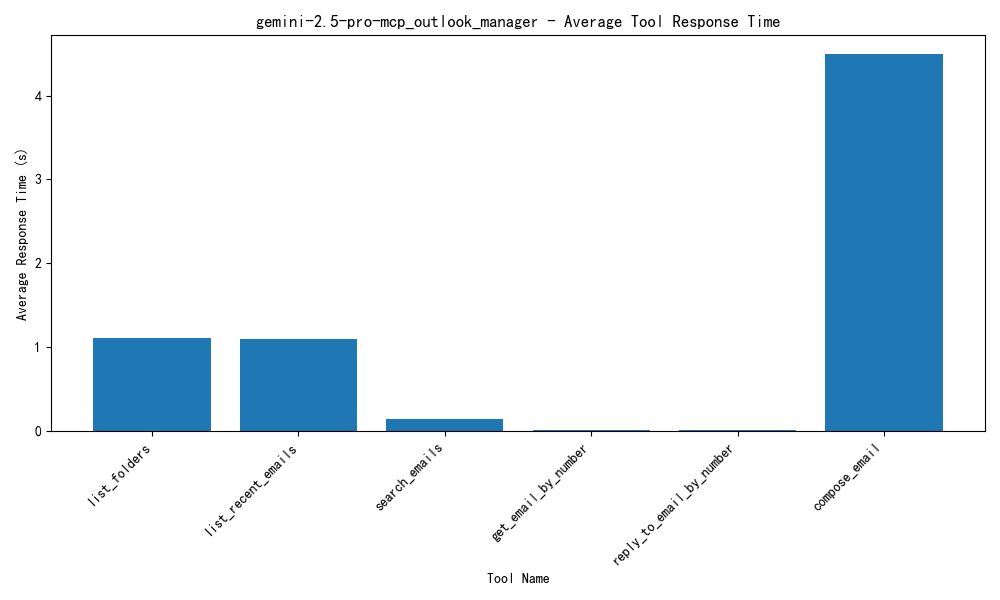 gemini-2.5-pro-mcp_outlook_manager - Average Tool Response Time
Average Response Time (s)
4
3
2
1
0
list_folders
list_recent_emails
search_emails
get_email_by_number
reply_to_email_by_number
compose_email
Tool Name